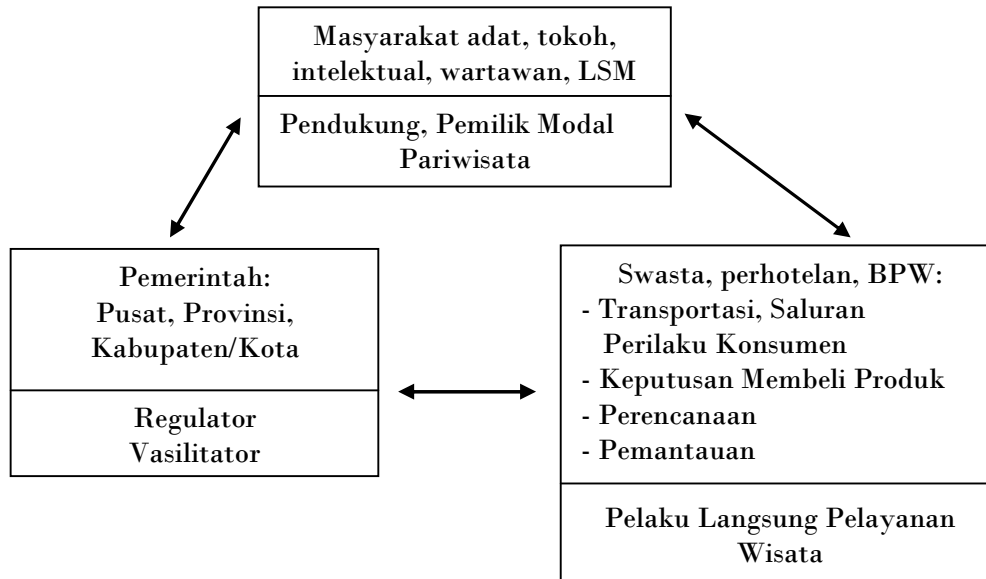 Masyarakat adat, tokoh,
intelektual, wartawan, LSM
Pendukung, Pemilik Modal
Pariwisata
Pemerintah:
Pusat, Provinsi,
Kabupaten/Kota
Regulator
Vasilitator
Swasta, perhotelan, BPW:
- Transportasi, Saluran
Perilaku Konsumen
- Keputusan Membeli Produk
- Perencanaan
- Pemantauan
Pelaku Langsung Pelayanan
Wisata